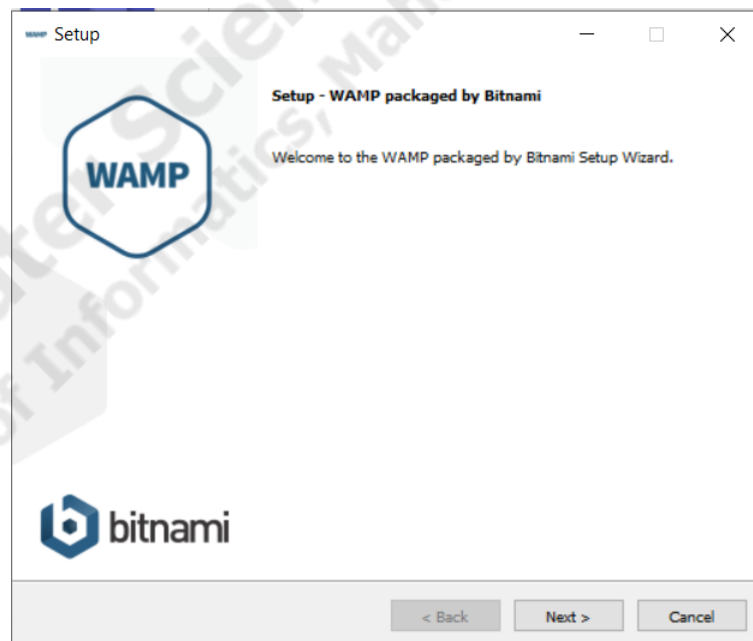 WAMP Setup
Setup - WAMP packaged by Bitnami
Welcome to the WAMP packaged by Bitnami Setup Wizard.
WAMP
bitnami
< Back Next > Cancel